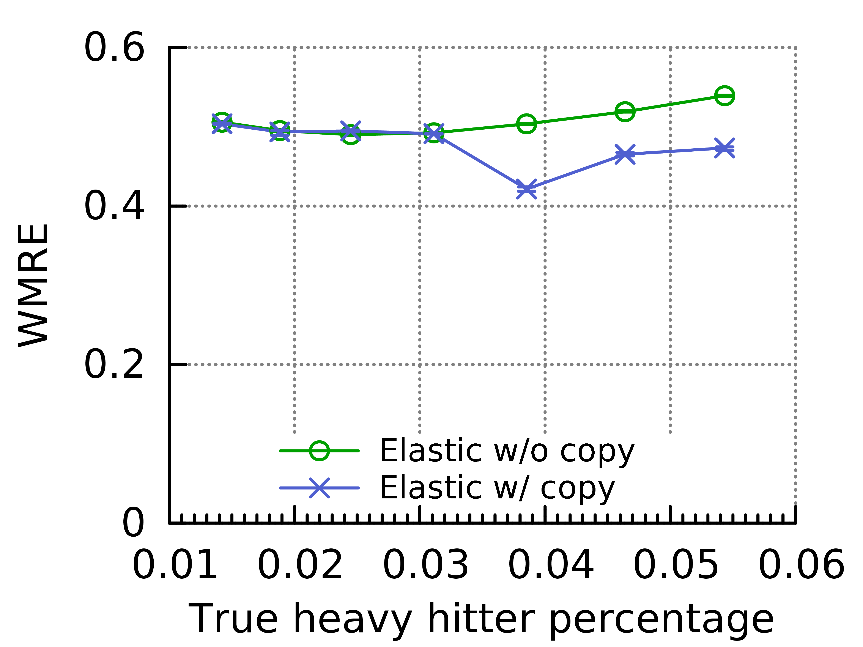 0.6
0.4
0.2
0
WMRE
Elastic w/o copy
Elastic w/ copy
0.01 0.02 0.03 0.04 0.05 0.06
True heavy hitter percentage